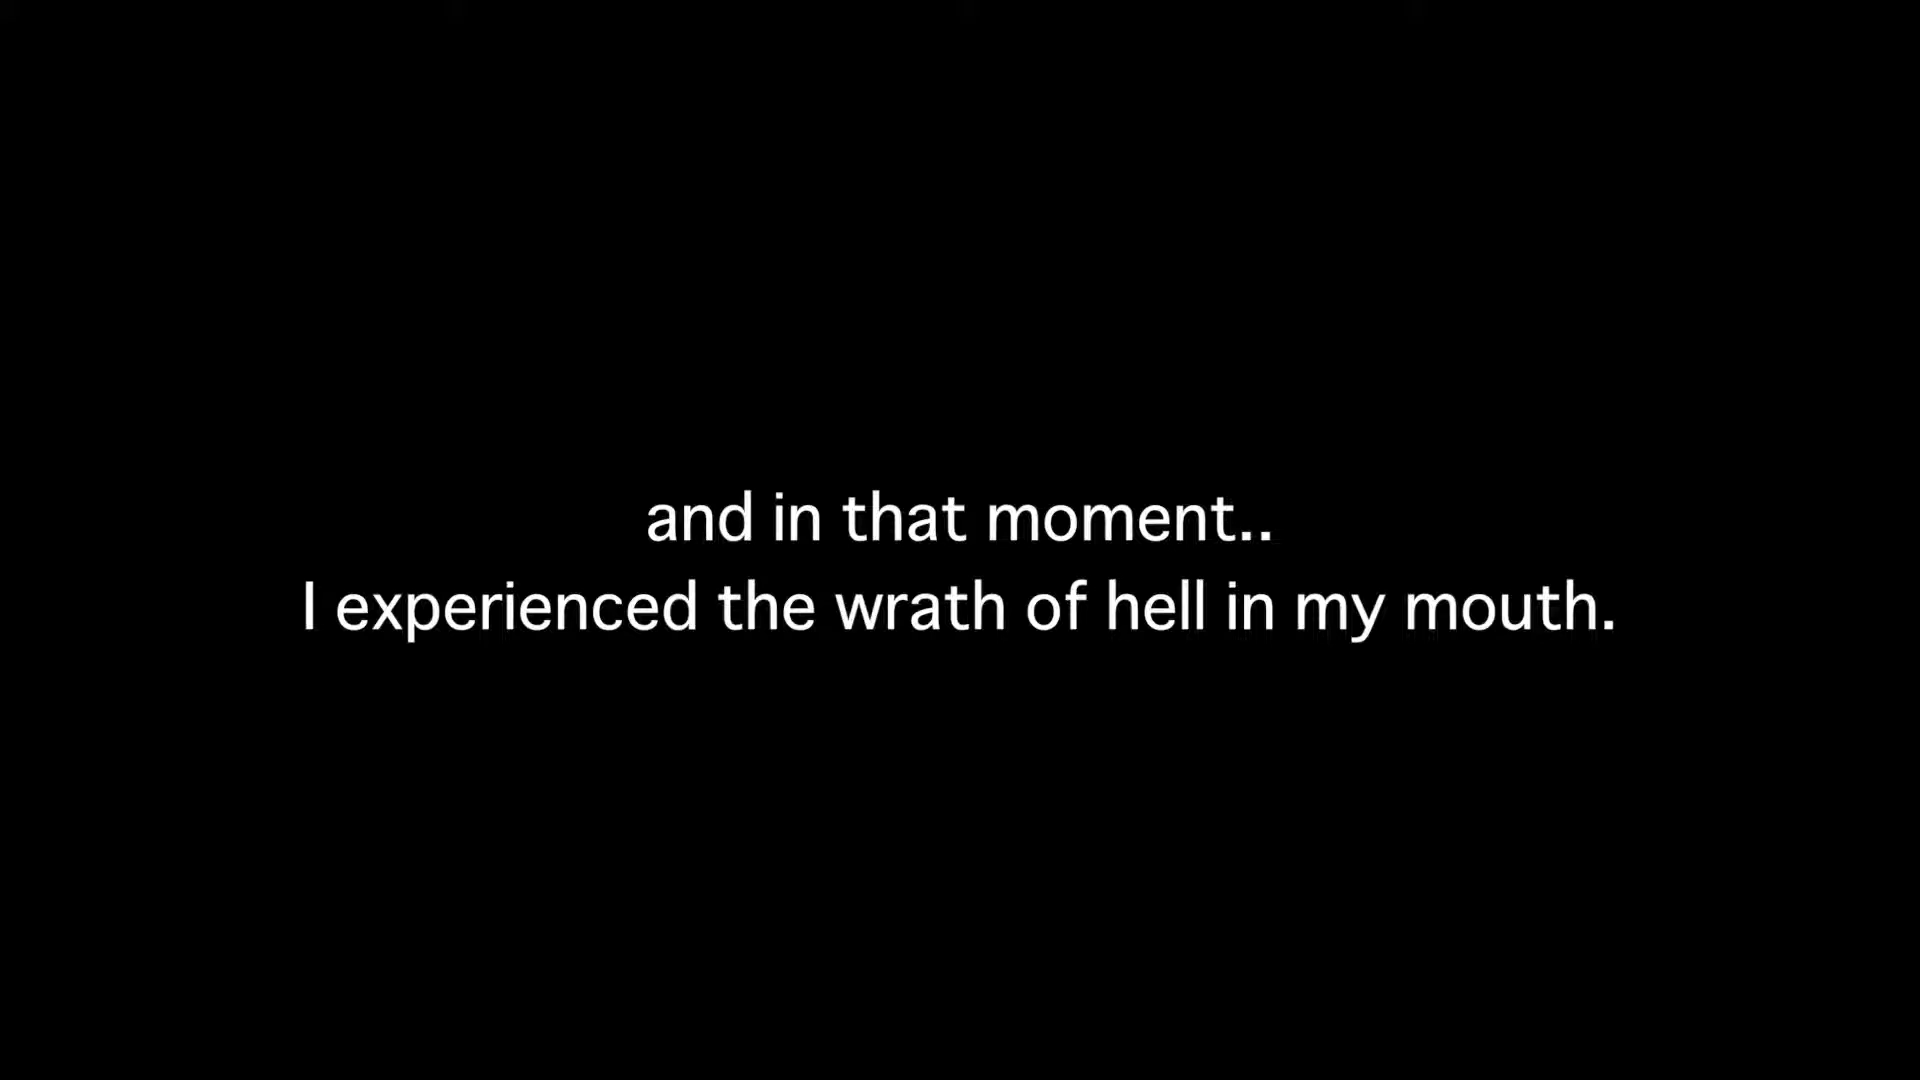 and in that moment..
I experienced the wrath of hell in my mouth.